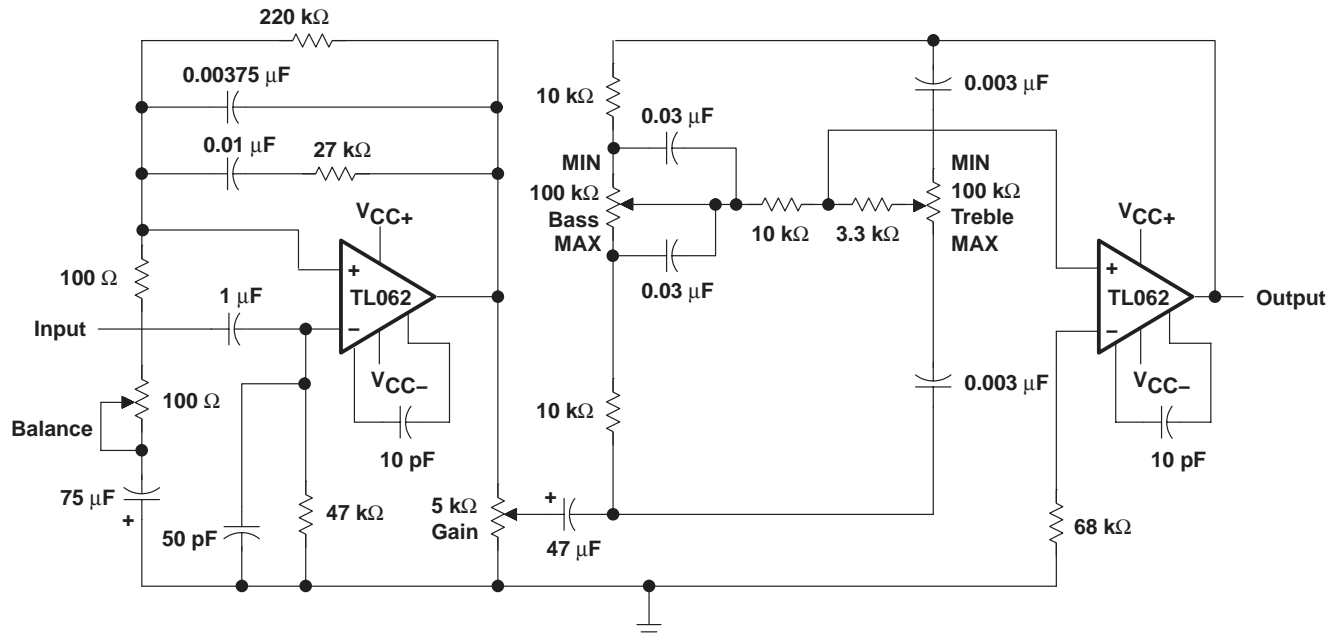 220 kΩ
0.00375 μF
0.01 μF
27 kΩ
100 Ω
1 μF
Input
VCC+
+
TL062
−
VCC−
10 pF
100 Ω
Balance
75 μF
+
50 pF
47 kΩ
5 kΩ
Gain
+
47 μF
10 kΩ
0.03 μF
MIN
100 kΩ
Bass
MAX
0.03 μF
10 kΩ
10 kΩ
3.3 kΩ
0.003 μF
MIN
100 kΩ
Treble
MAX
0.003 μF
VCC+
+
TL062
−
VCC−
10 pF
Output
68 kΩ